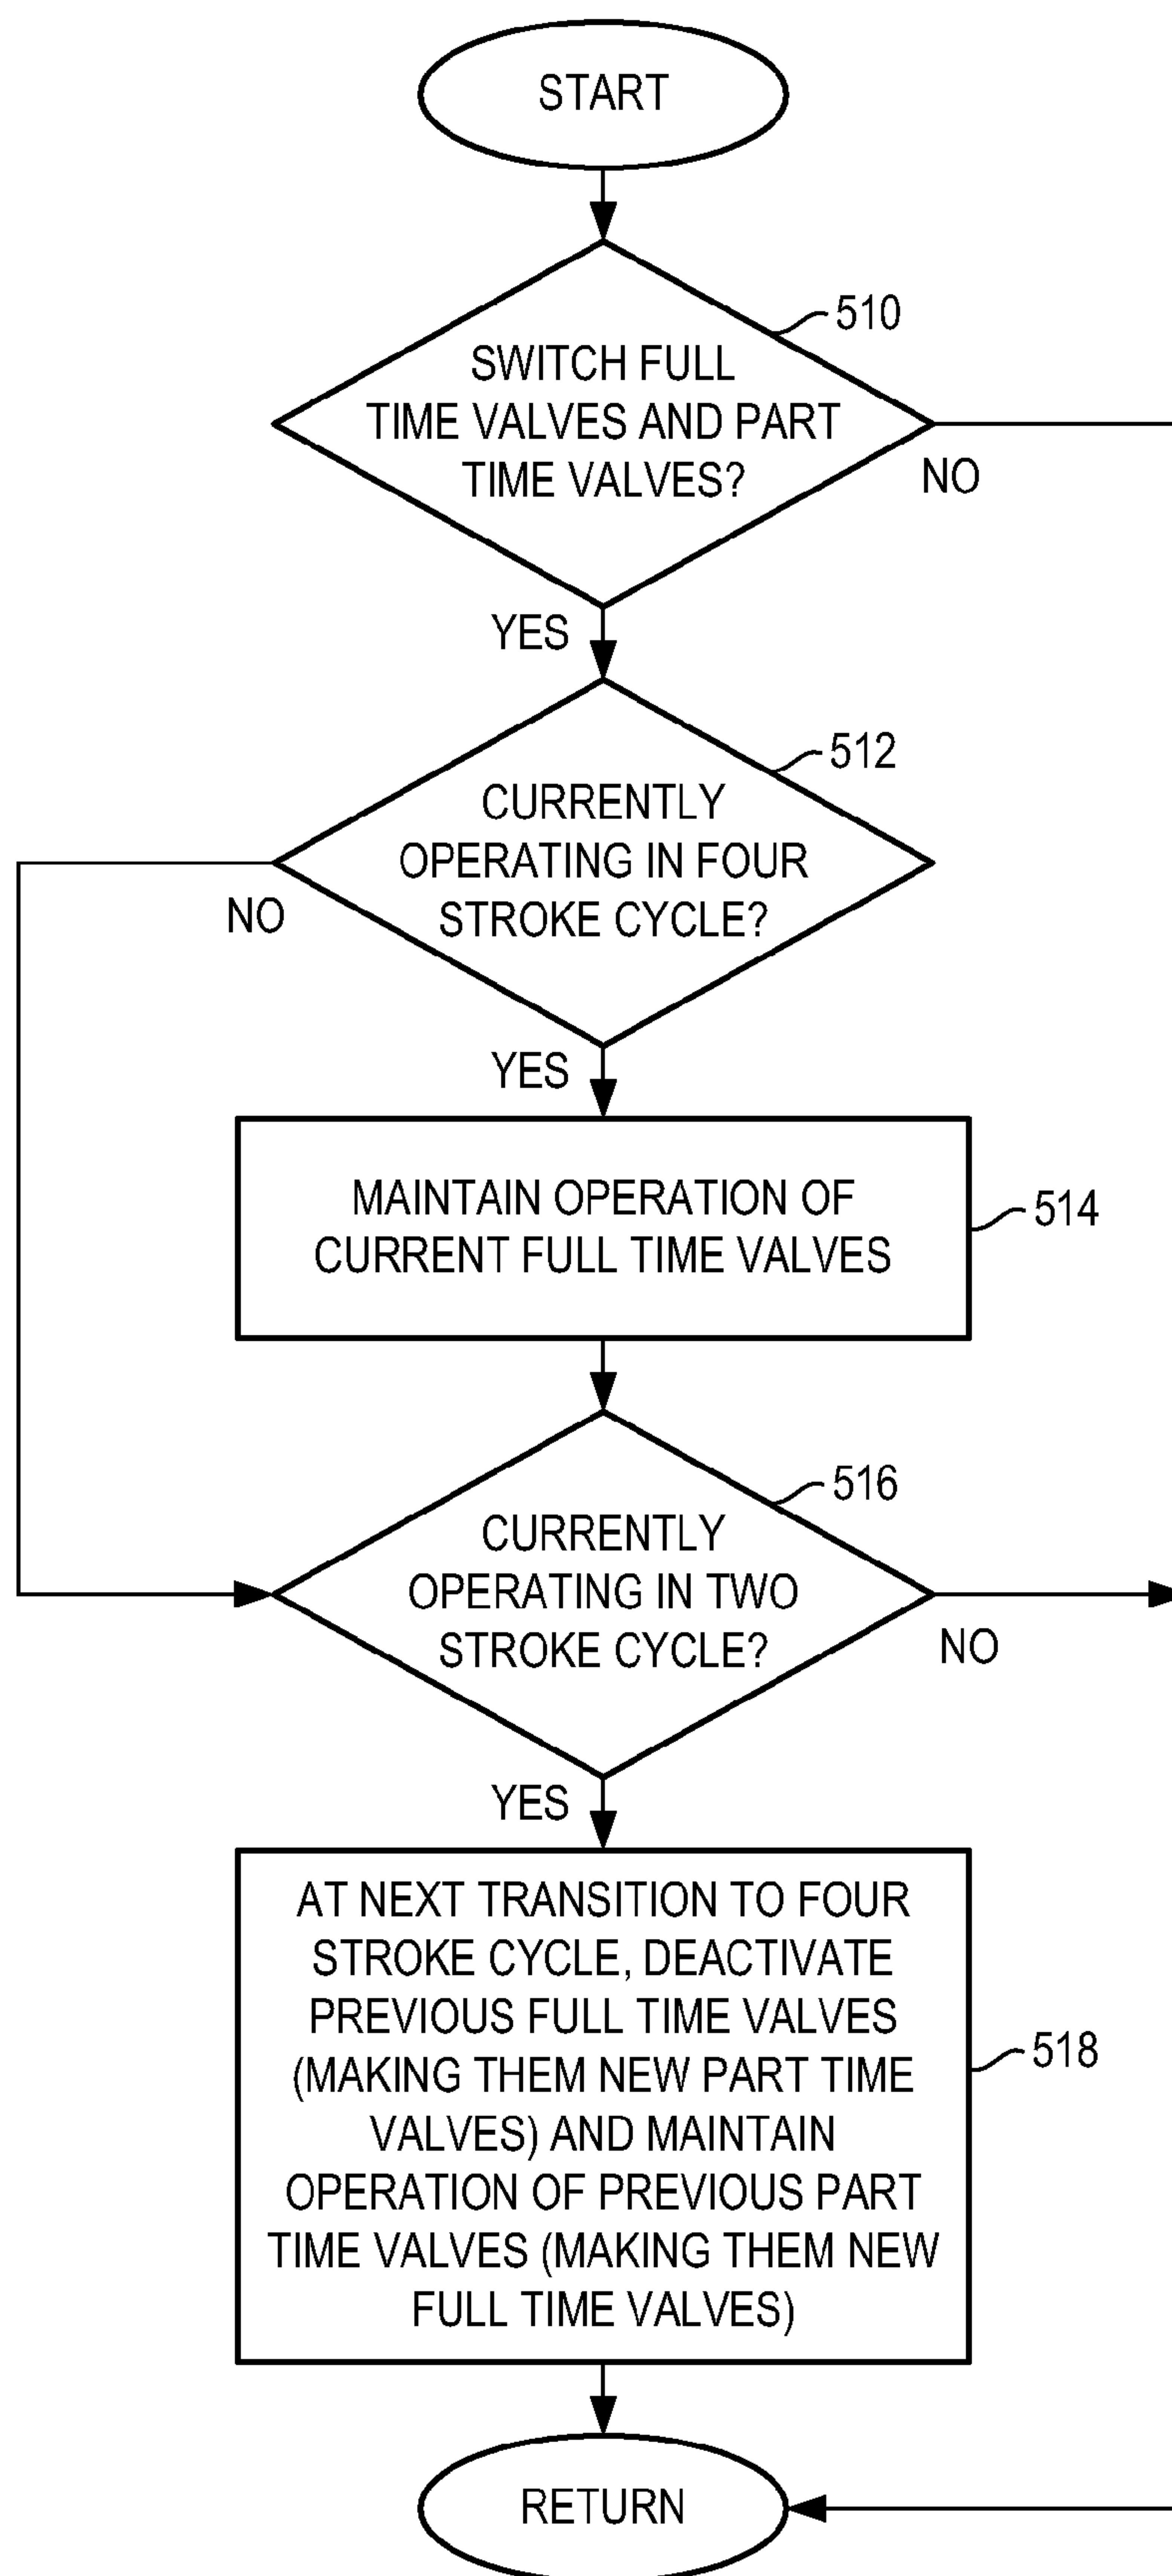 START
510
SWITCH FULL
TIME VALVES AND PART
TIME VALVES?
NO
YES
512
CURRENTLY
OPERATING IN FOUR
STROKE CYCLE?
NO
YES
MAINTAIN OPERATION OF
CURRENT FULL TIME VALVES
514
516
CURRENTLY
OPERATING IN TWO
STROKE CYCLE?
NO
YES
AT NEXT TRANSITION TO FOUR
STROKE CYCLE, DEACTIVATE
PREVIOUS FULL TIME VALVES
(MAKING THEM NEW PART TIME
VALVES) AND MAINTAIN
OPERATION OF PREVIOUS PART
TIME VALVES (MAKING THEM NEW
FULL TIME VALVES)
518
RETURN